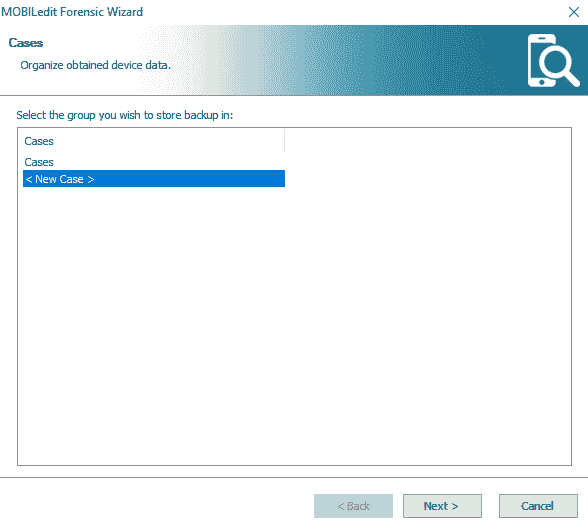 MOBILedit Forensic Wizard
Cases
Organize obtained device data.
Select the group you wish to store backup in:
Cases
Cases
< New Case >
< Back
Next >
Cancel